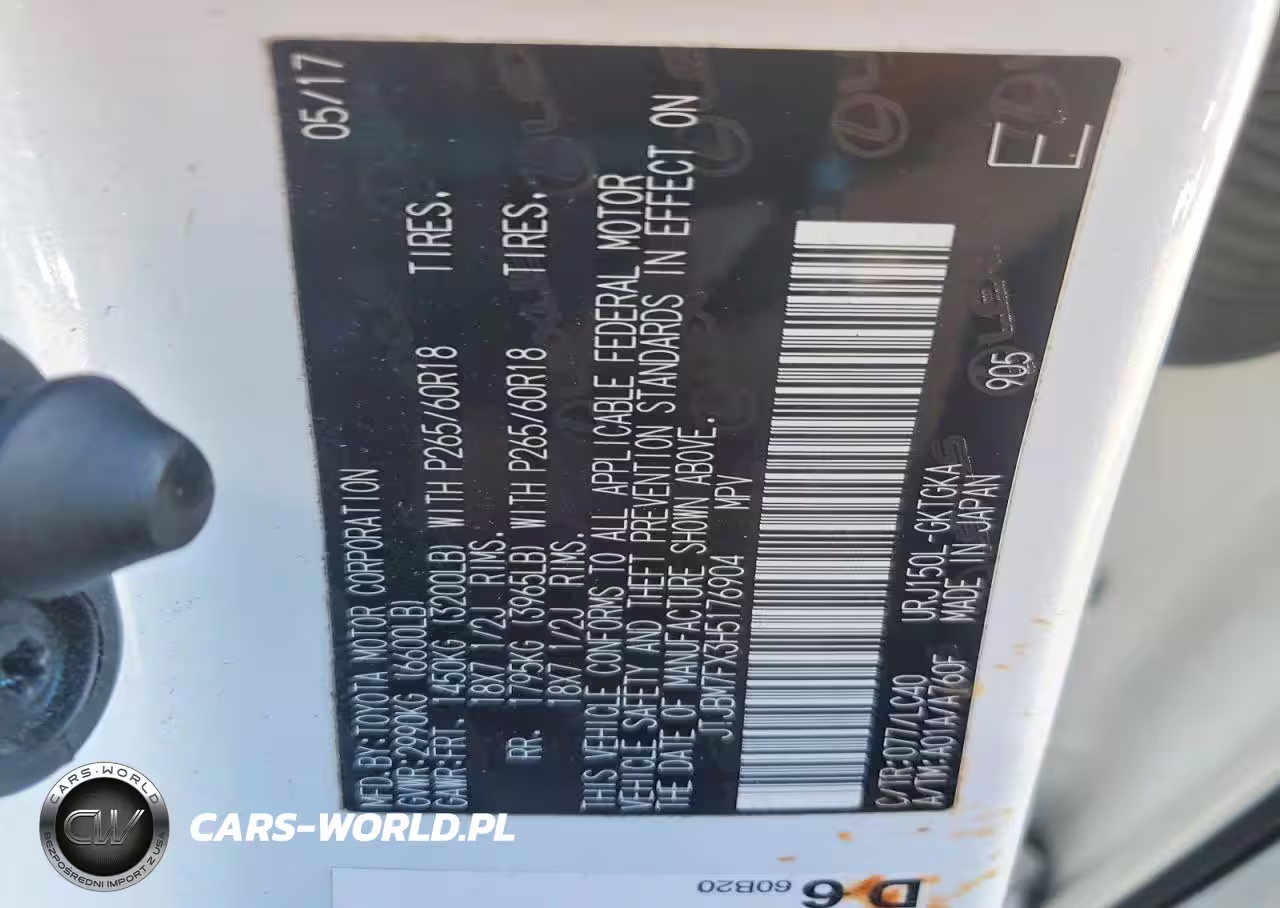 05/17
MFD.BY:TOYOTA MOTOR CORPORATION
GVWR:2990KG (6600LB)
GAWR:FRT. 1450KG (3200LB) WITH P265/60R18 TIRES.
18X7 1/2J RIMS.
RR. 1795KG (3965LB) WITH P265/60R18 TIRES.
18X7 1/2J RIMS.
THIS VEHICLE CONFORMS TO ALL APPLICABLE FEDERAL MOTOR
VEHICLE SAFETY AND THEFT PREVENTION STANDARDS IN EFFECT ON
THE DATE OF MANUFACTURE SHOWN ABOVE.
JTJBM7FX3H5176904 MPV
C/TR:077/LC40 URJ150L-GKTGKA 905
A/TM:A01A/A760F MADE IN JAPAN
E
D-6
60B20
CARS-WORLD
CW
BEZPOŚREDNI IMPORT Z USA
CARS-WORLD.PL